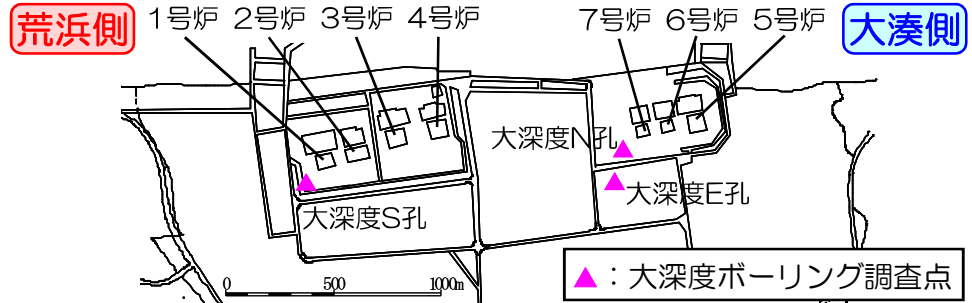 荒浜側 1号炉 2号炉 3号炉 4号炉 7号炉 6号炉 5号炉 大湊側
大深度N孔
大深度E孔
大深度S孔
0 500 1000m
▲：大深度ボーリング調査点